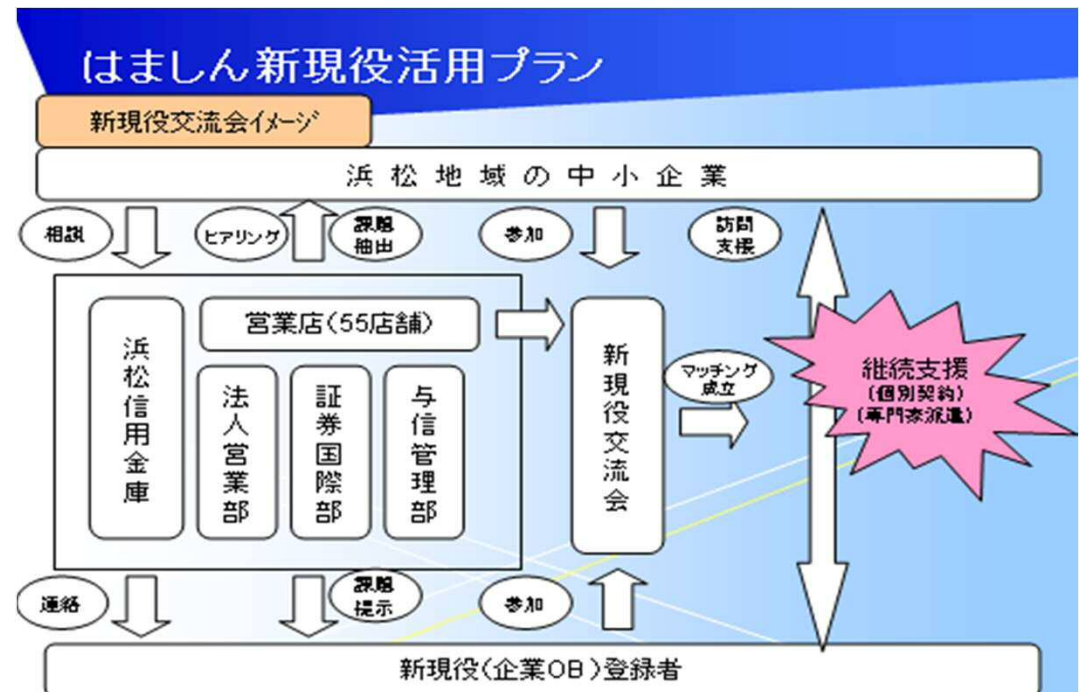 はましん新現役活用プラン
新現役交流会イメージ
浜松地域の中小企業
相談
ヒアリング
課題
抽出
参加
訪問
支援
浜松信用金庫
営業店(55店舗)
法人営業部
証券国際部
与信管理部
新現役交流会
マッチング
成立
継続支援
(個別契約)
(専門家派遣)
連絡
課題
提示
参加
新現役(企業OB)登録者